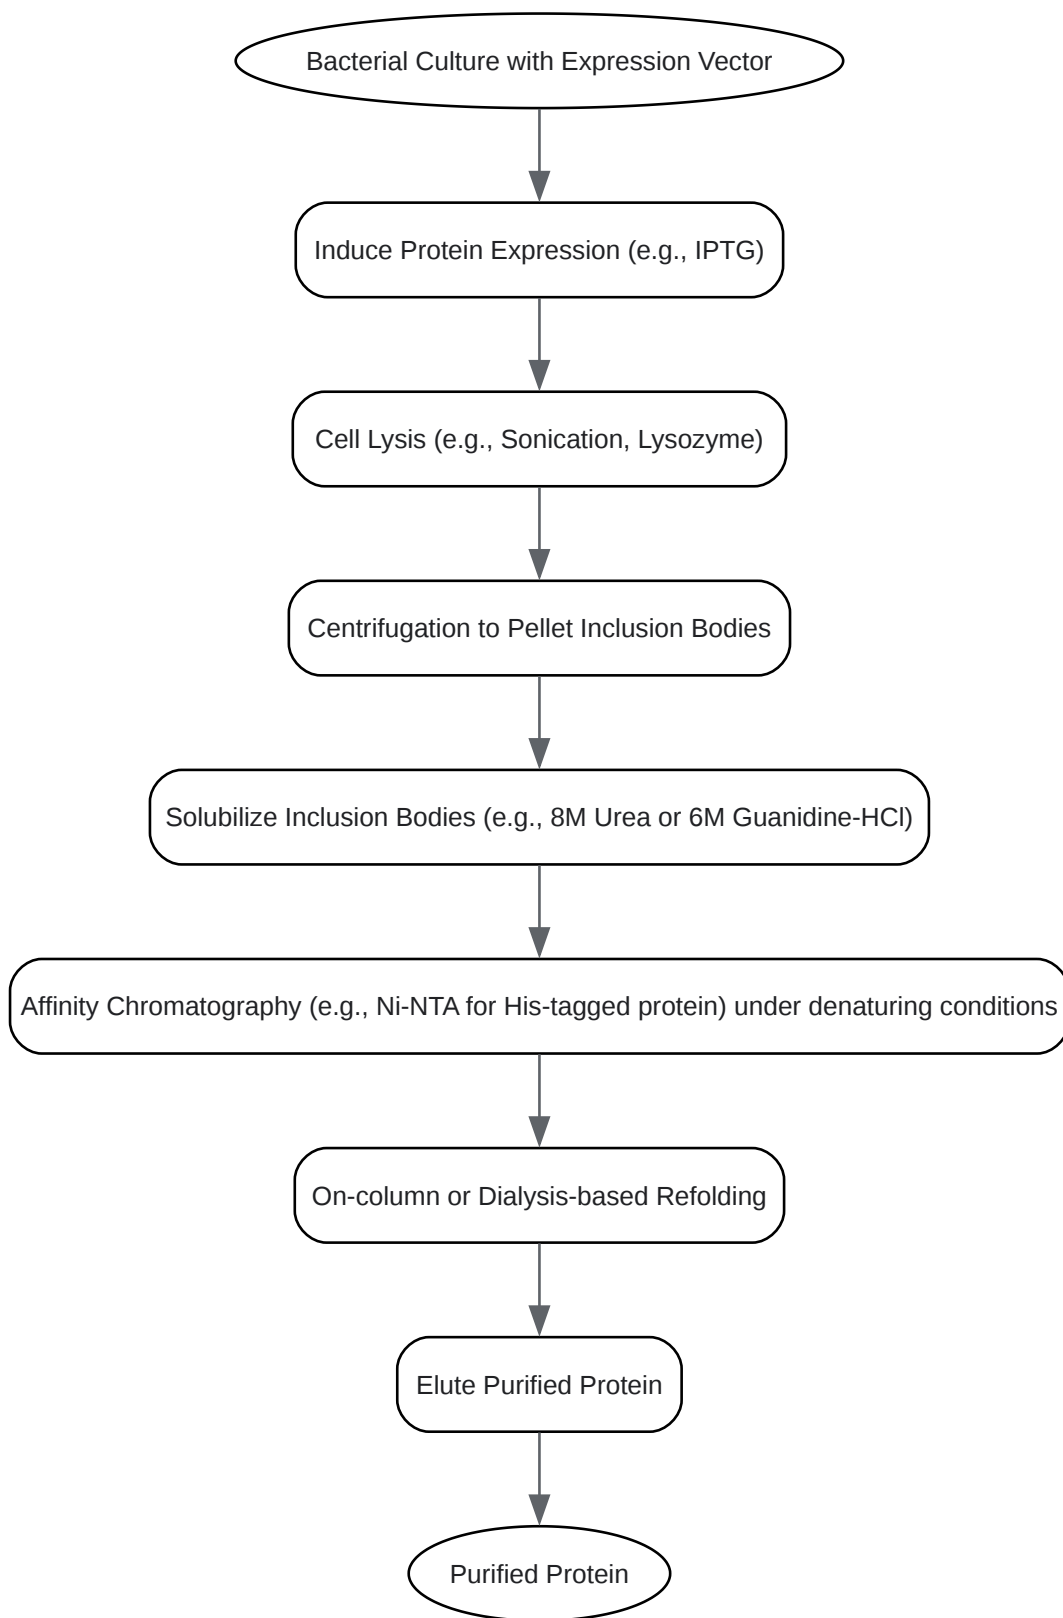 Bacterial Culture with Expression Vector
Induce Protein Expression (e.g., IPTG)
Cell Lysis (e.g., Sonication, Lysozyme)
Centrifugation to Pellet Inclusion Bodies
Solubilize Inclusion Bodies (e.g., 8M Urea or 6M Guanidine-HCl)
Affinity Chromatography (e.g., Ni-NTA for His-tagged protein) under denaturing conditions
On-column or Dialysis-based Refolding
Elute Purified Protein
Purified Protein